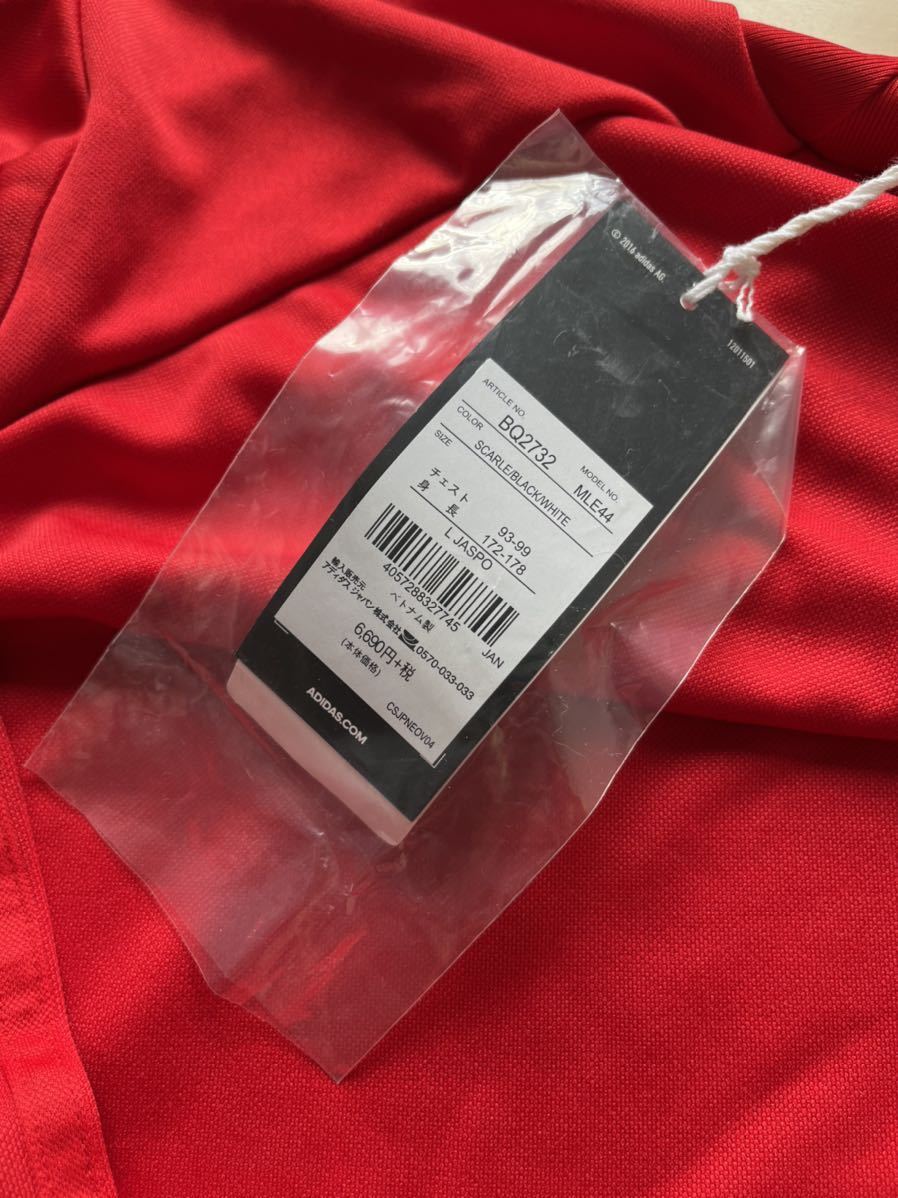 © 2016 adidas AG.
12011501
ARTICLE NO. MODEL NO.
BQ2732 MLE44
COLOR
SCARLE/BLACK/WHITE
SIZE
チェスト 93-99
身長 172-178
L JASPO
4057288327745 JAN
ベトナム製
輸入販売元
アディダス ジャパン株式会社 0570-033-033
6,690円+税
(本体価格)
CSJPNEOV04
ADIDAS.COM